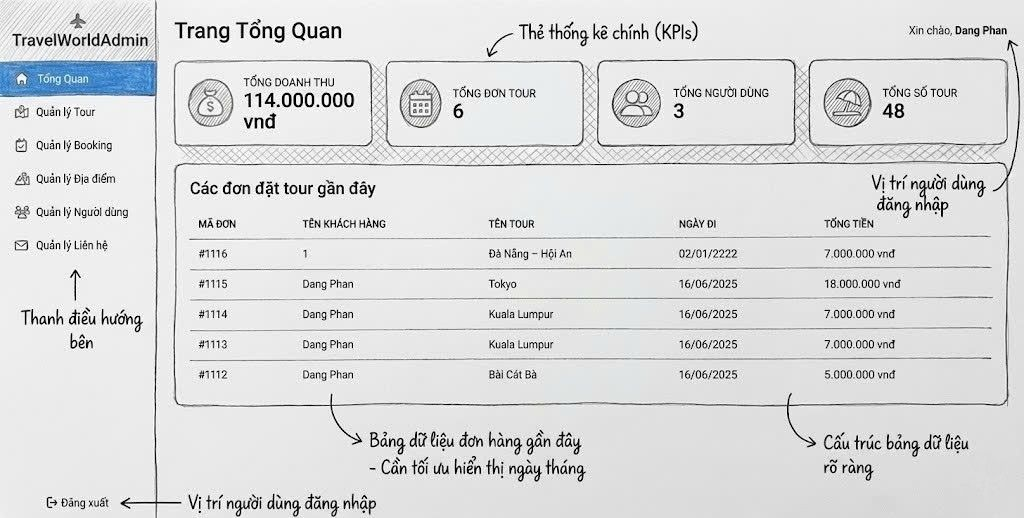 TravelWorldAdmin
Tổng Quan
Quản lý Tour
Quản lý Booking
Quản lý Địa điểm
Quản lý Người dùng
Quản lý Liên hệ
Thanh điều hướng
bên
Đăng xuất
Vị trí người dùng đăng nhập
Trang Tổng Quan
Thẻ thống kê chính (KPIs)
Xin chào, Dang Phan
TỔNG DOANH THU
114.000.000
vnđ
TỔNG ĐƠN TOUR
6
TỔNG NGƯỜI DÙNG
3
TỔNG SỐ TOUR
48
Vị trí người dùng
đăng nhập
Các đơn đặt tour gần đây
MÃ ĐƠN TÊN KHÁCH HÀNG TÊN TOUR NGÀY ĐI TỔNG TIỀN
#1116 1 Đà Nẵng – Hội An 02/01/2222 7.000.000 vnđ
#1115 Dang Phan Tokyo 16/06/2025 18.000.000 vnđ
#1114 Dang Phan Kuala Lumpur 16/06/2025 7.000.000 vnđ
#1113 Dang Phan Kuala Lumpur 16/06/2025 7.000.000 vnđ
#1112 Dang Phan Bài Cát Bà 16/06/2025 5.000.000 vnđ
Bảng dữ liệu đơn hàng gần đây
- Cần tối ưu hiển thị ngày tháng
Cấu trúc bảng dữ liệu
rõ ràng